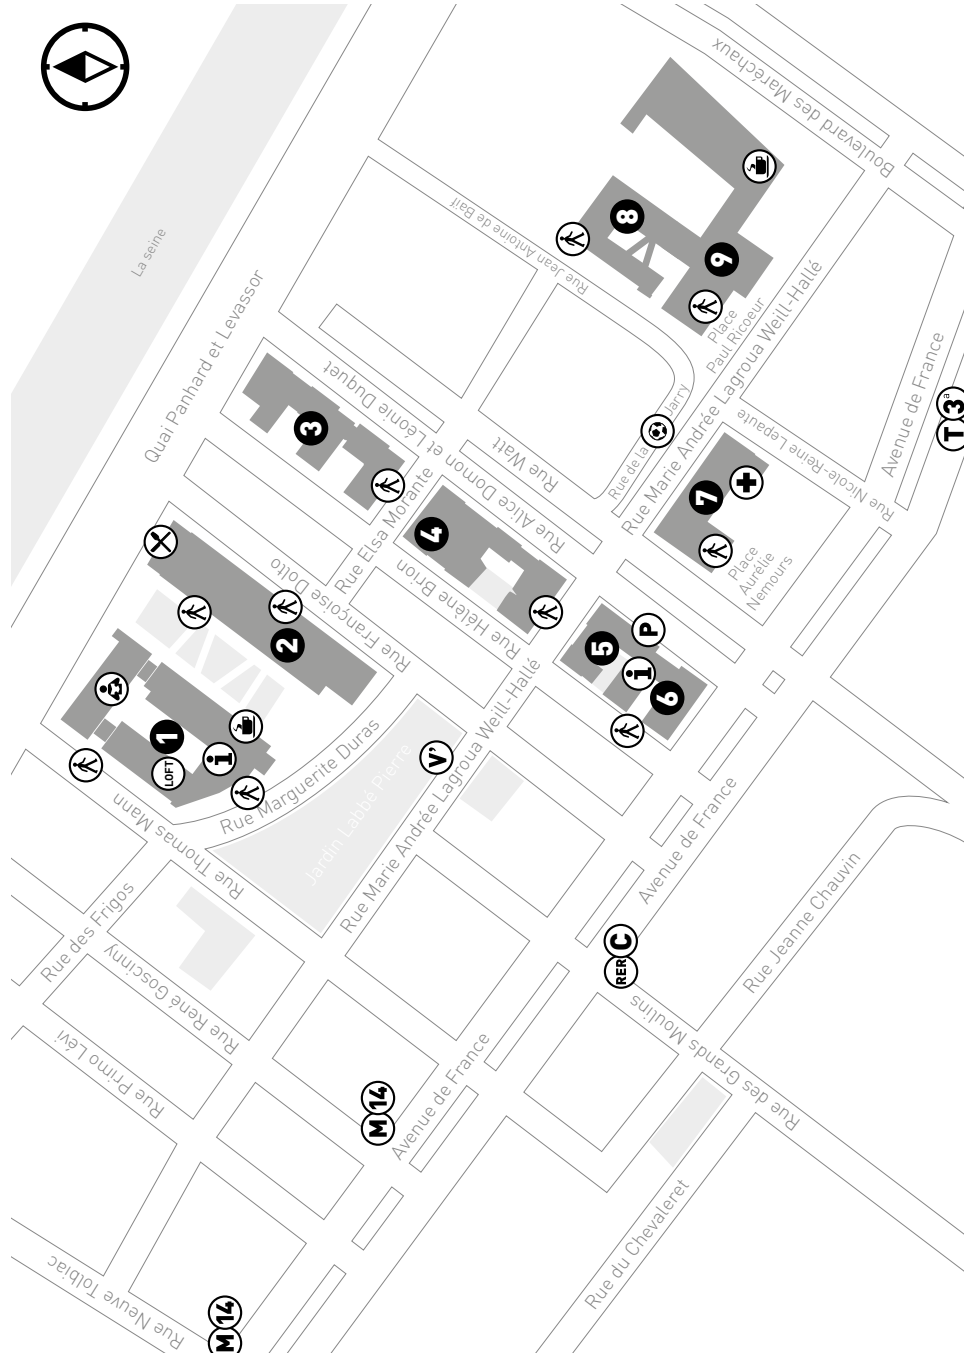 Boulevard des Maréchaux
La seine
Rue Jean Antoine de Baïf
8
9
Place
Paul Ricoeur
Quai Panhard et Levassor
Rue Alice Domon et Léonie Duquet
3
Rue Watt
Rue de la Jarry
Rue Marie Andrée Lagroua Weill-Hallé
Rue Nicole-Reine Lepaute
Avenue de France
T 3a
7
4
Rue Elsa Morante
Rue Hélène Brion
Place
Aurélie
Nemours
Rue Françoise Dolto
2
5
P
i
6
1
LOFT
i
Rue Marguerite Duras
Jardin Labbé Pierre
V'
Rue Marie Andrée Lagroua Weill-Hallé
Rue Thomas Mann
Avenue de France
Rue des Frigos
Rue René Goscinny
RER C
Rue Jeanne Chauvin
Rue Primo Lévi
Rue des Grands Moulins
M 14
Avenue de France
Rue du Chevaleret
Rue Neuve Tolbiac
M 14